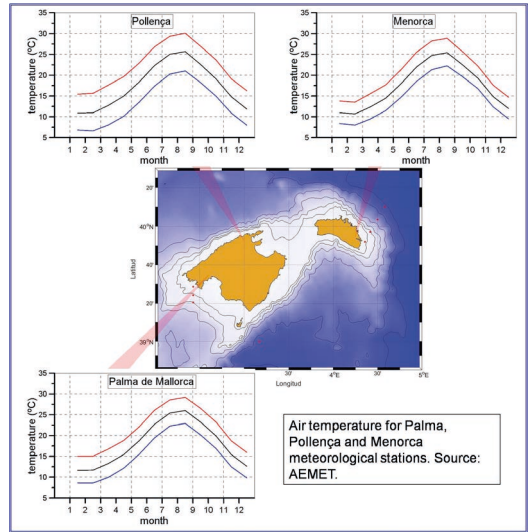 Pollença
temperature (ºC)
35
30
25
20
15
10
5
1 2 3 4 5 6 7 8 9 10 11 12
month
Menorca
temperature (ºC)
35
30
25
20
15
10
5
1 2 3 4 5 6 7 8 9 10 11 12
month
Latitud
20'
40°N
40'
20'
39°N
30' 4°E 30' 5°E
Longitud
Palma de Mallorca
temperature (ºC)
35
30
25
20
15
10
5
1 2 3 4 5 6 7 8 9 10 11 12
month
Air temperature for Palma,
Pollença and Menorca
meteorological stations. Source:
AEMET.